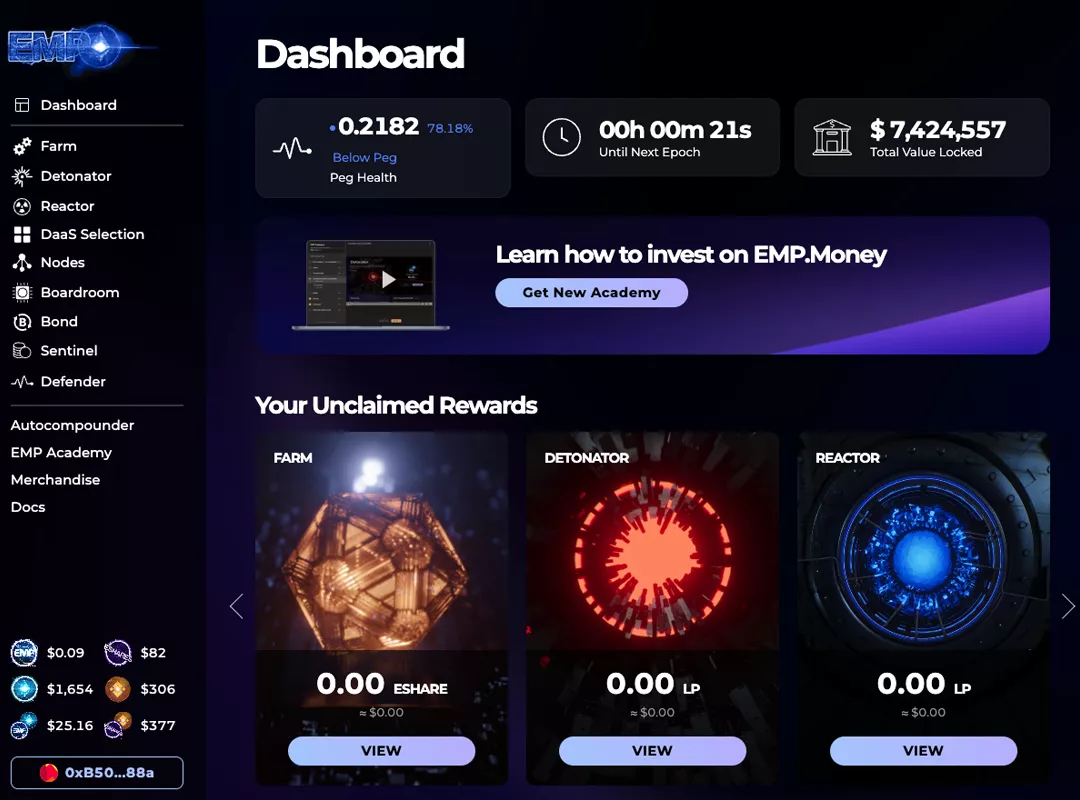 EMP
Dashboard
Farm
Detonator
Reactor
DaaS Selection
Nodes
Boardroom
Bond
Sentinel
Defender
Autocompounder
EMP Academy
Merchandise
Docs
EMP $0.09 ESHARE $82
$1,654 $306
$25.16 $377
0xB50...88a
Dashboard
0.2182 78.18%
Below Peg
Peg Health
00h 00m 21s
Until Next Epoch
$ 7,424,557
Total Value Locked
Learn how to invest on EMP.Money
Get New Academy
Your Unclaimed Rewards
FARM
0.00 ESHARE
≈ $0.00
VIEW
DETONATOR
0.00 LP
≈ $0.00
VIEW
REACTOR
0.00 LP
≈ $0.00
VIEW